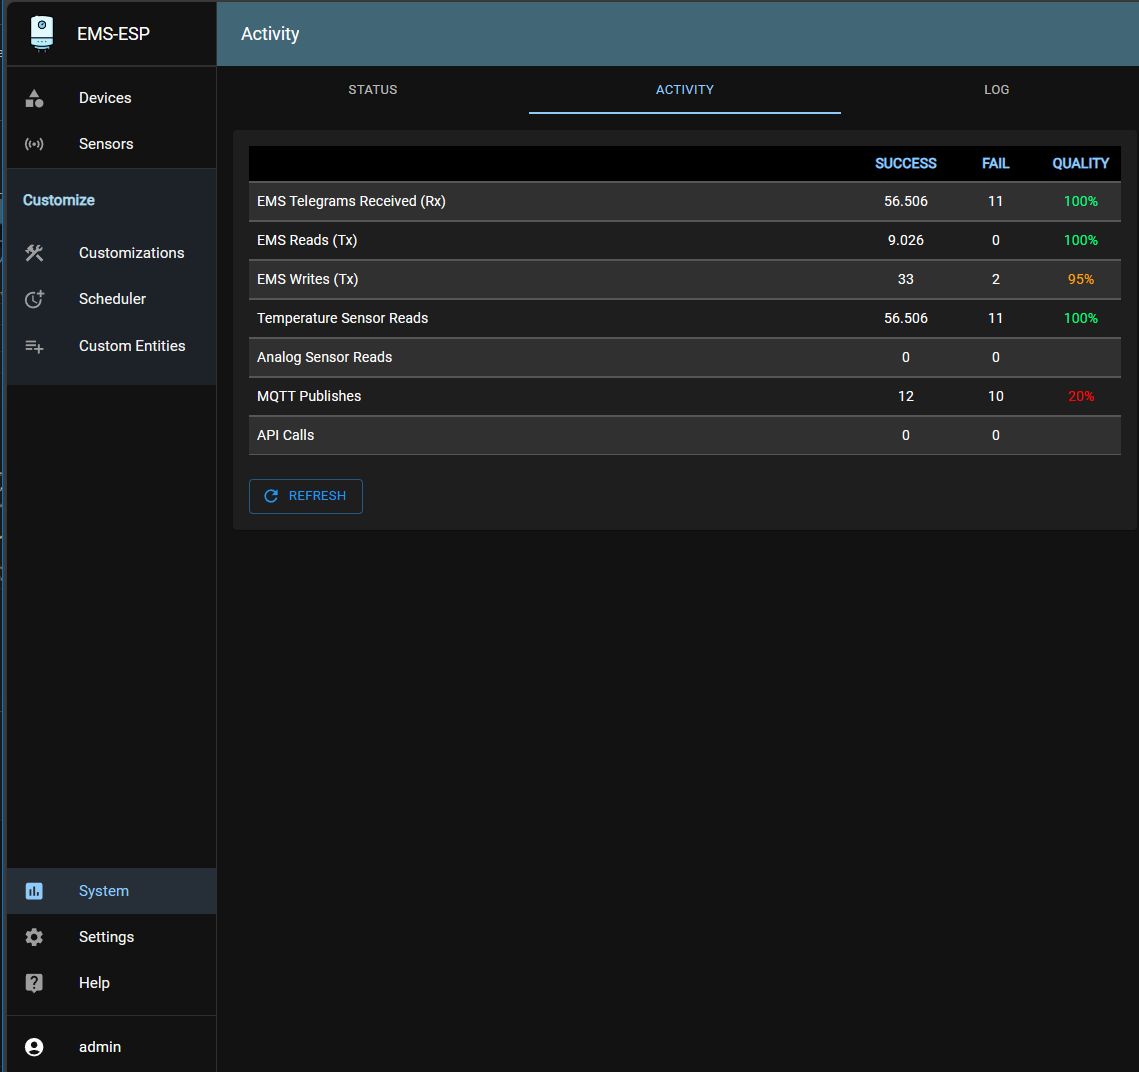 EMS-ESP
Activity
Devices
Sensors
Customize
Customizations
Scheduler
Custom Entities
System
Settings
Help
admin
STATUS ACTIVITY LOG
SUCCESS FAIL QUALITY
EMS Telegrams Received (Rx) 56.506 11 100%
EMS Reads (Tx) 9.026 0 100%
EMS Writes (Tx) 33 2 95%
Temperature Sensor Reads 56.506 11 100%
Analog Sensor Reads 0 0
MQTT Publishes 12 10 20%
API Calls 0 0
REFRESH